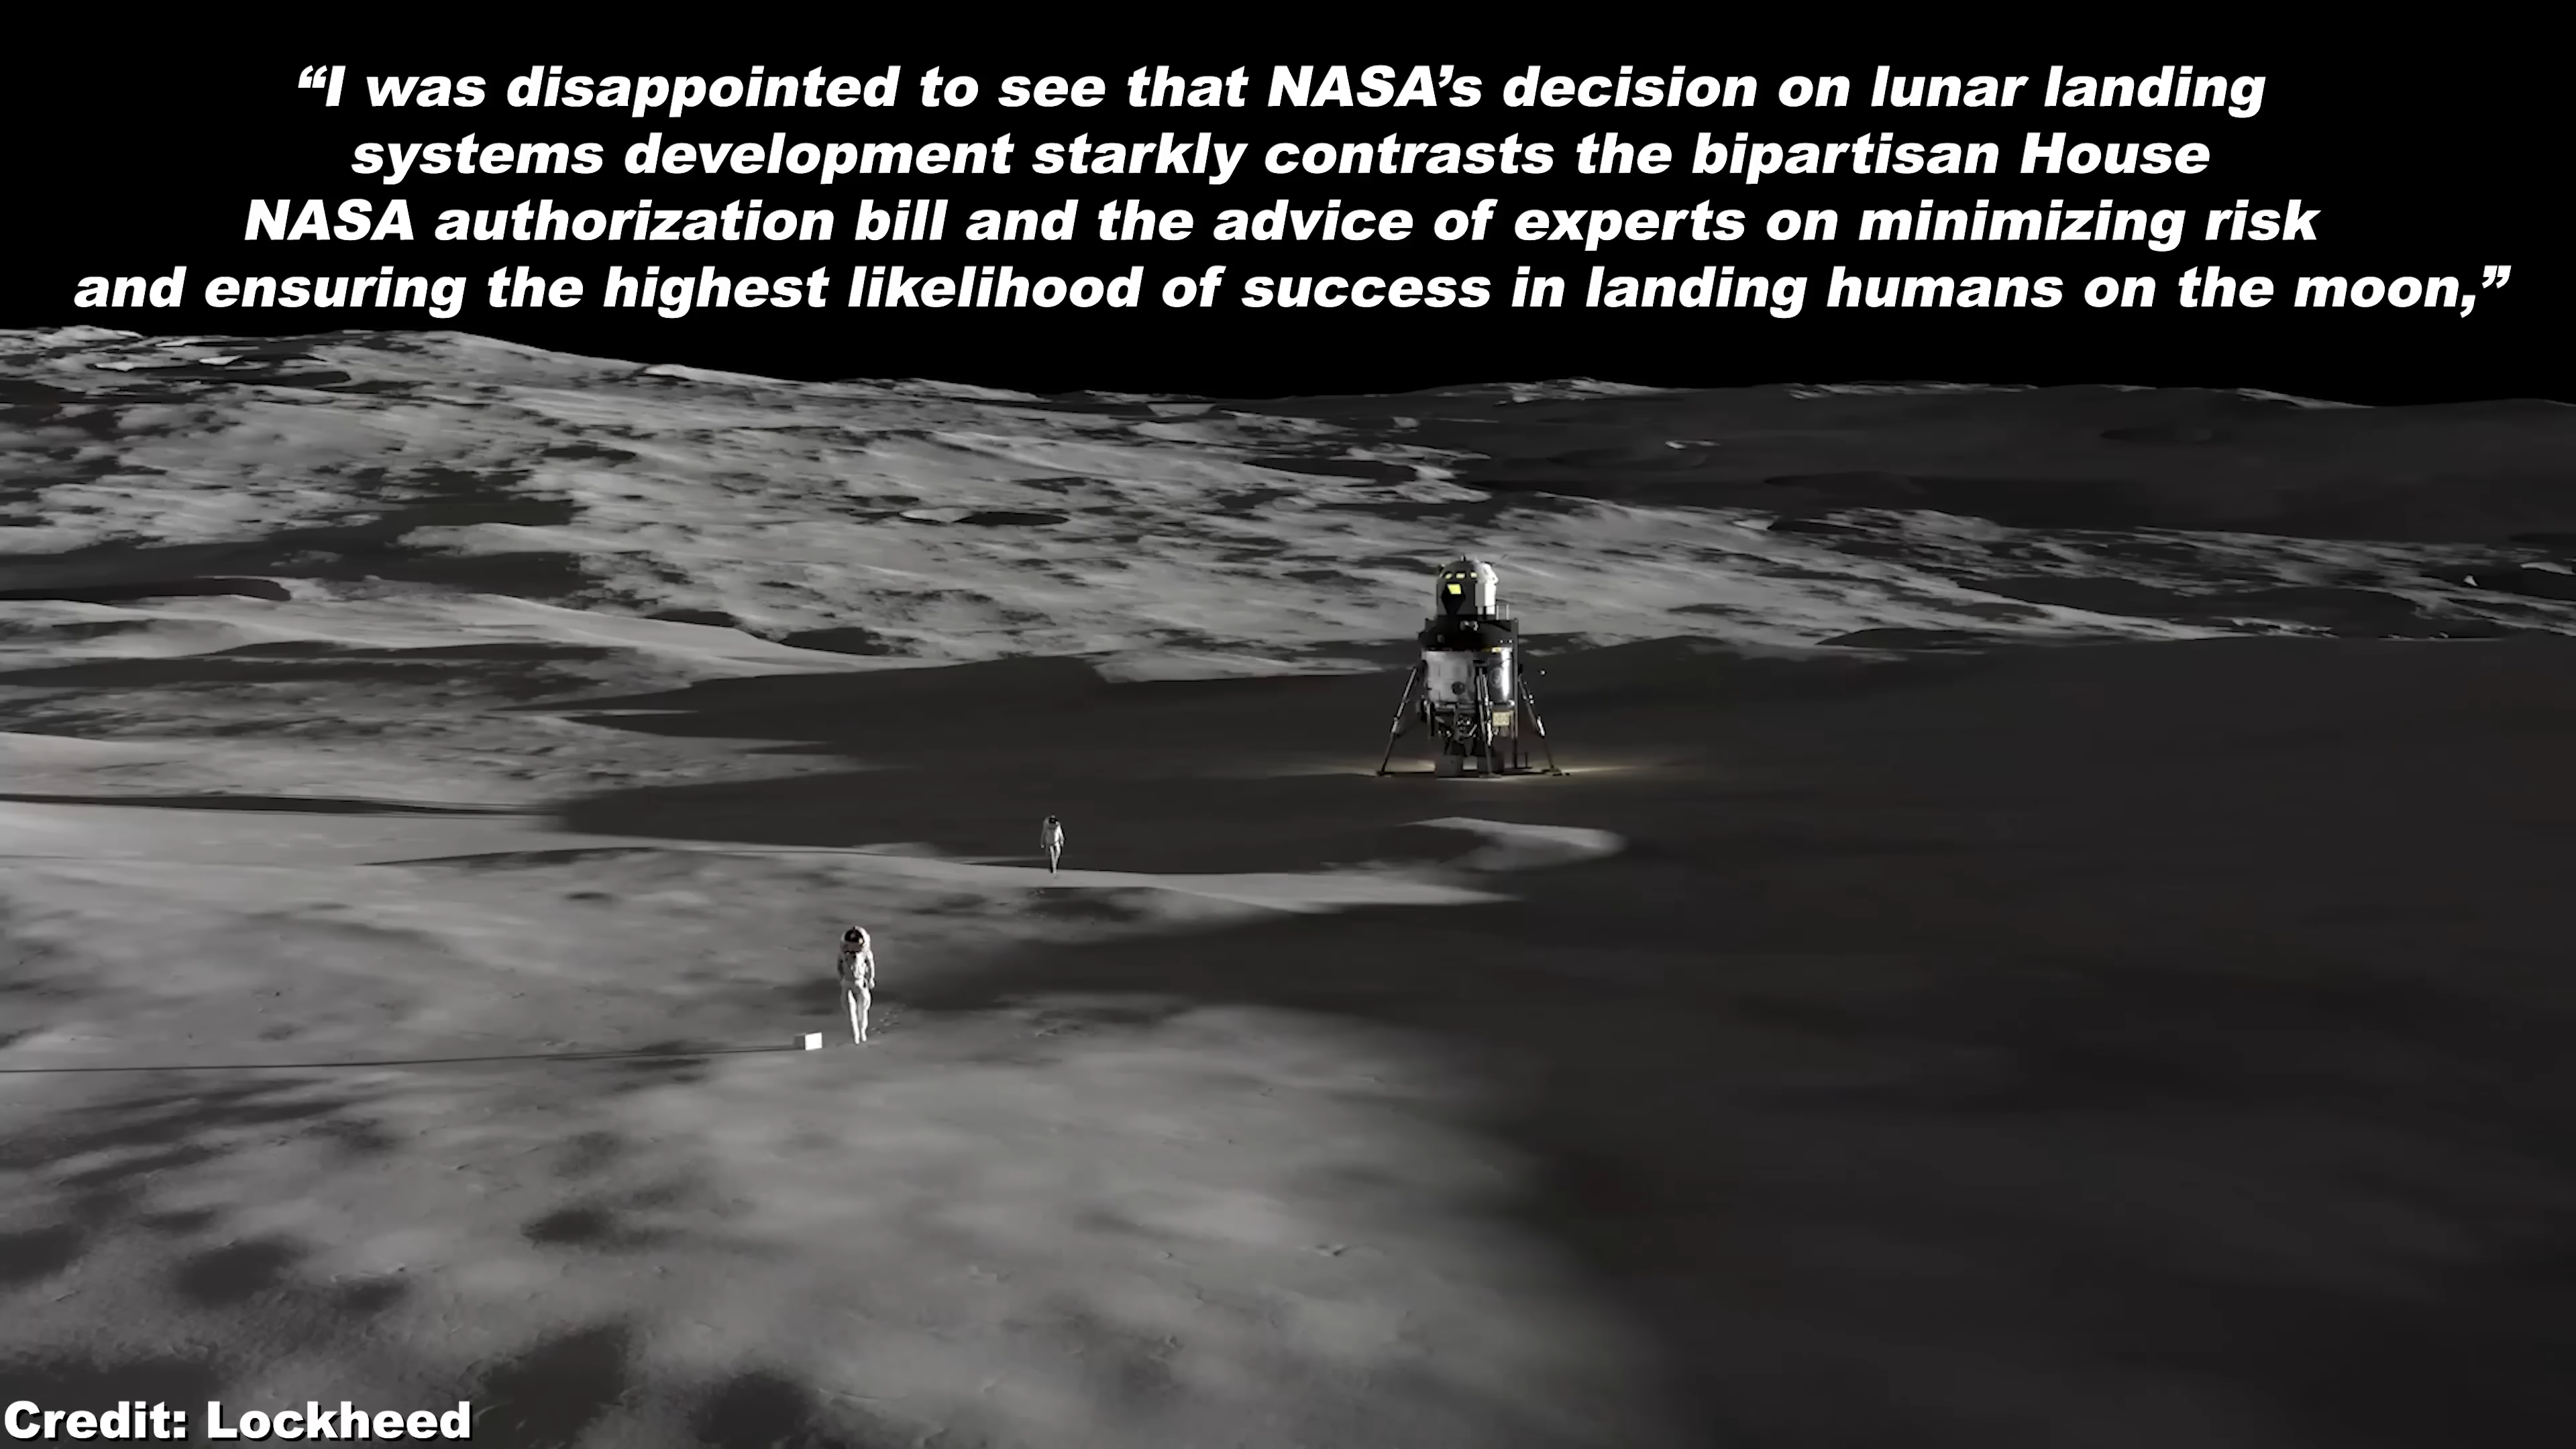 “I was disappointed to see that NASA’s decision on lunar landing
systems development starkly contrasts the bipartisan House
NASA authorization bill and the advice of experts on minimizing risk
and ensuring the highest likelihood of success in landing humans on the moon,”
Credit: Lockheed